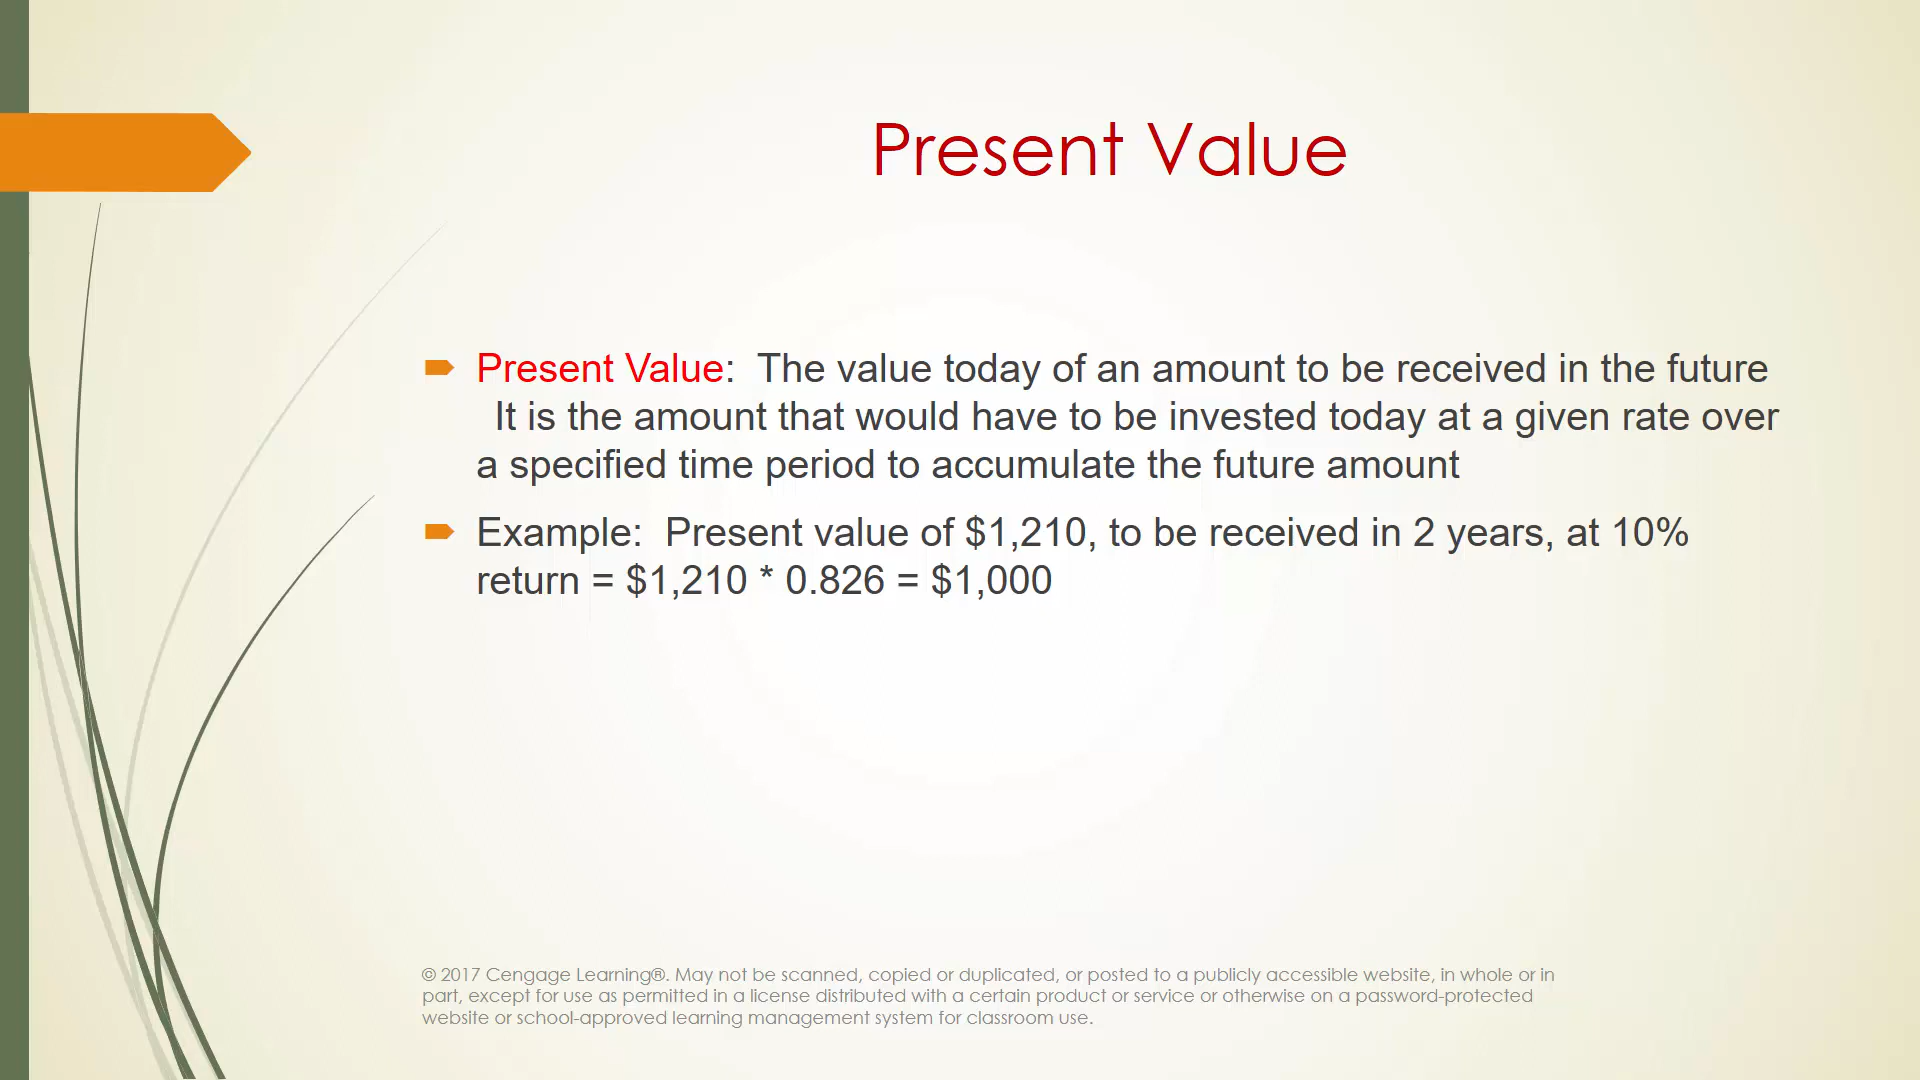 Present Value
Present Value:  The value today of an amount to be received in the future
It is the amount that would have to be invested today at a given rate over
a specified time period to accumulate the future amount
Example:  Present value of $1,210, to be received in 2 years, at 10%
return = $1,210 * 0.826 = $1,000
© 2017 Cengage Learning®. May not be scanned, copied or duplicated, or posted to a publicly accessible website, in whole or in
part, except for use as permitted in a license distributed with a certain product or service or otherwise on a password-protected
website or school-approved learning management system for classroom use.